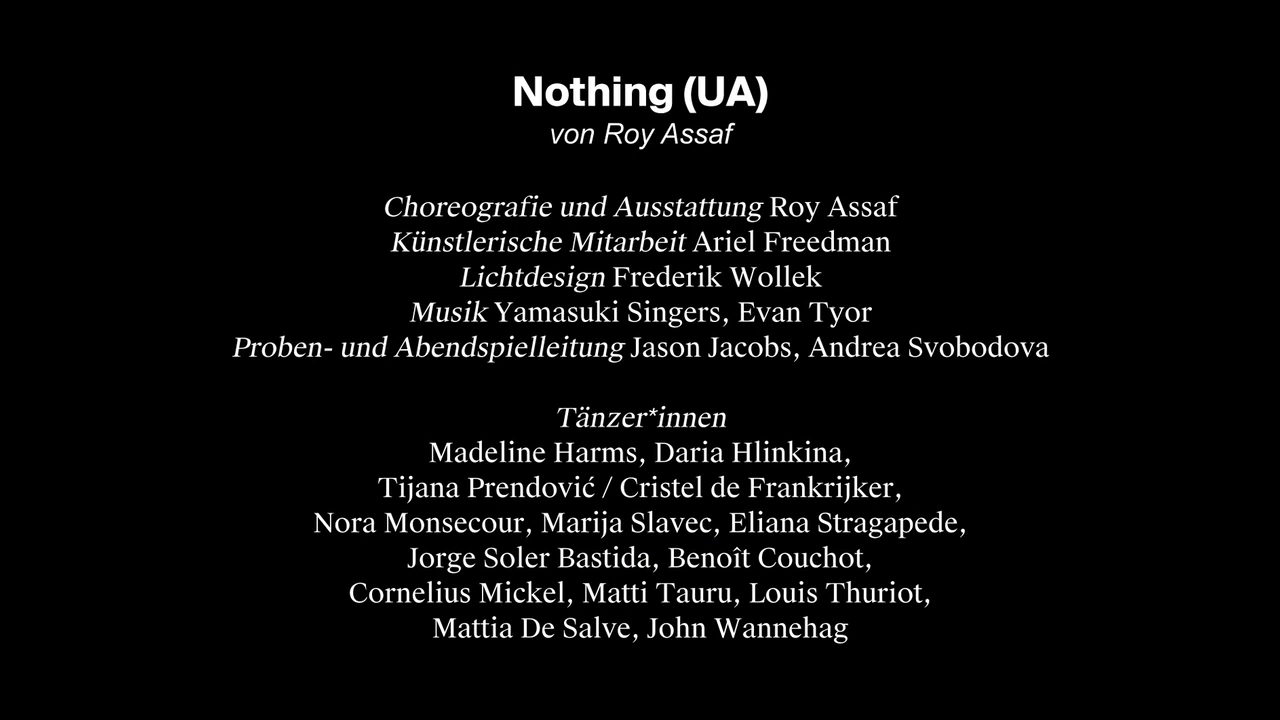 Nothing (UA)
von Roy Assaf
Choreografie und Ausstattung Roy Assaf
Künstlerische Mitarbeit Ariel Freedman
Lichtdesign Frederik Wollek
Musik Yamasuki Singers, Evan Tyor
Proben- und Abendspielleitung Jason Jacobs, Andrea Svobodova
Tänzer*innen
Madeline Harms, Daria Hlinkina,
Tijana Prendović / Cristel de Frankrijker,
Nora Monsecour, Marija Slavec, Eliana Stragapede,
Jorge Soler Bastida, Benoît Couchot,
Cornelius Mickel, Matti Tauru, Louis Thuriot,
Mattia De Salve, John Wannehag